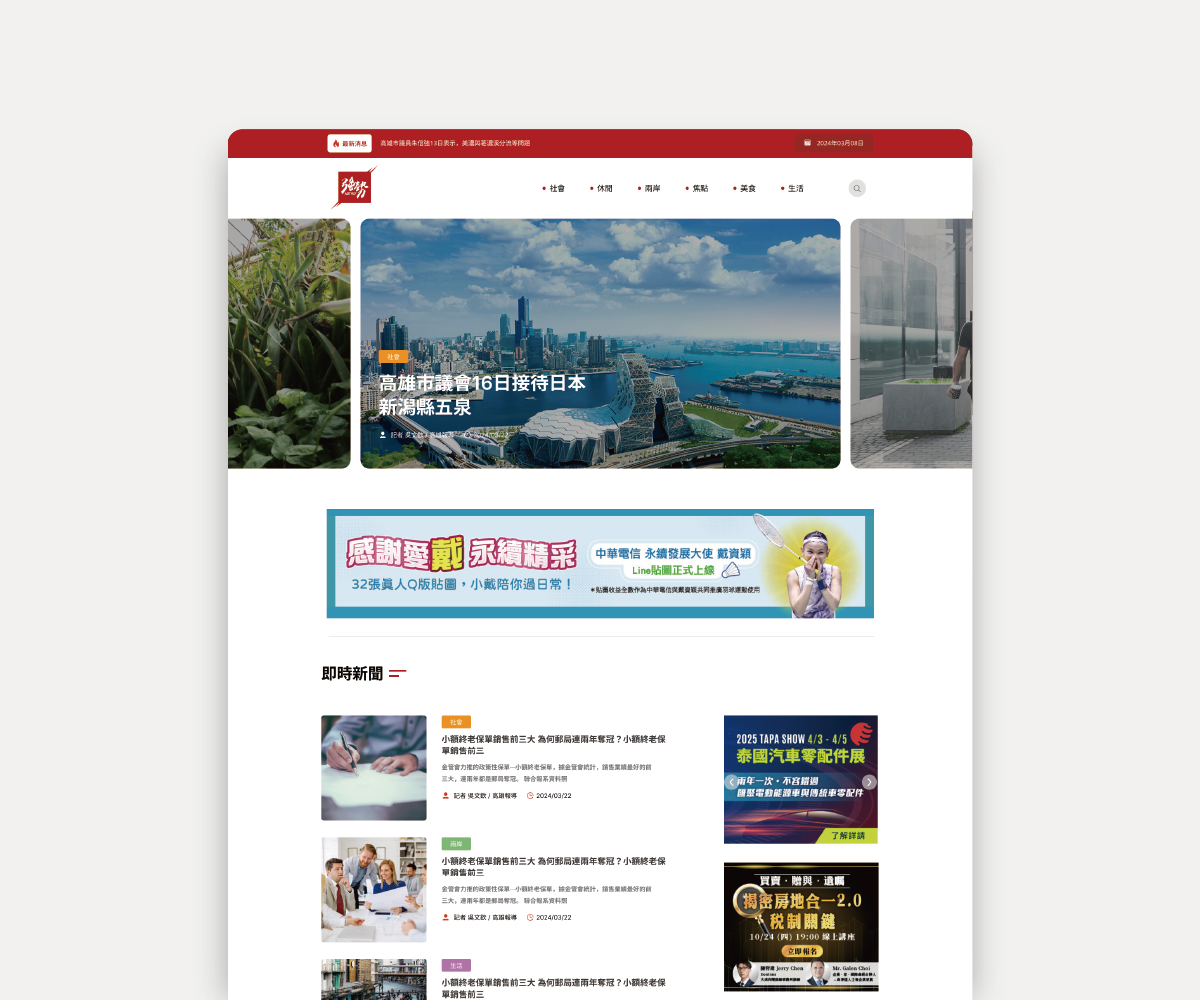 最新消息
高雄市議員朱信強13日表示，美濃與荖濃溪分流等問題
2024年03月08日
強勢
社會
休閒
兩岸
焦點
美食
生活
社會
高雄市議會16日接待日本
新潟縣五泉
記者 吳文欽 / 高雄報導 2024/03/22
感謝愛戴 永續精采
32張真人Q版貼圖，小戴陪你過日常！
中華電信 永續發展大使 戴資穎
Line貼圖正式上線
＊貼圖收益全數作為中華電信與戴資穎共同推廣羽球運動使用
即時新聞
社會
小額終老保單銷售前三大 為何郵局連兩年奪冠？小額終老保
單銷售前三
金管會力推的政策性保單—小額終老保單。據金管會統計，銷售業績最好的前
三大，連兩年都是郵局奪冠。 聯合報系資料照
記者 吳文欽 / 高雄報導 2024/03/22
兩岸
小額終老保單銷售前三大 為何郵局連兩年奪冠？小額終老保
單銷售前三
金管會力推的政策性保單—小額終老保單。據金管會統計，銷售業績最好的前
三大，連兩年都是郵局奪冠。 聯合報系資料照
記者 吳文欽 / 高雄報導 2024/03/22
生活
小額終老保單銷售前三大 為何郵局連兩年奪冠？小額終老保
單銷售前三
2025 TAPA SHOW 4/3 - 4/5
泰國汽車零配件展
兩年一次・不容錯過
匯聚電動能源車與傳統車零配件
了解詳請
買賣・贈與・遺囑
揭密房地合一2.0
稅制關鍵
10/24 (四) 19:00 線上講座
立即報名
Jerry Chen
Mr. Galen Choi